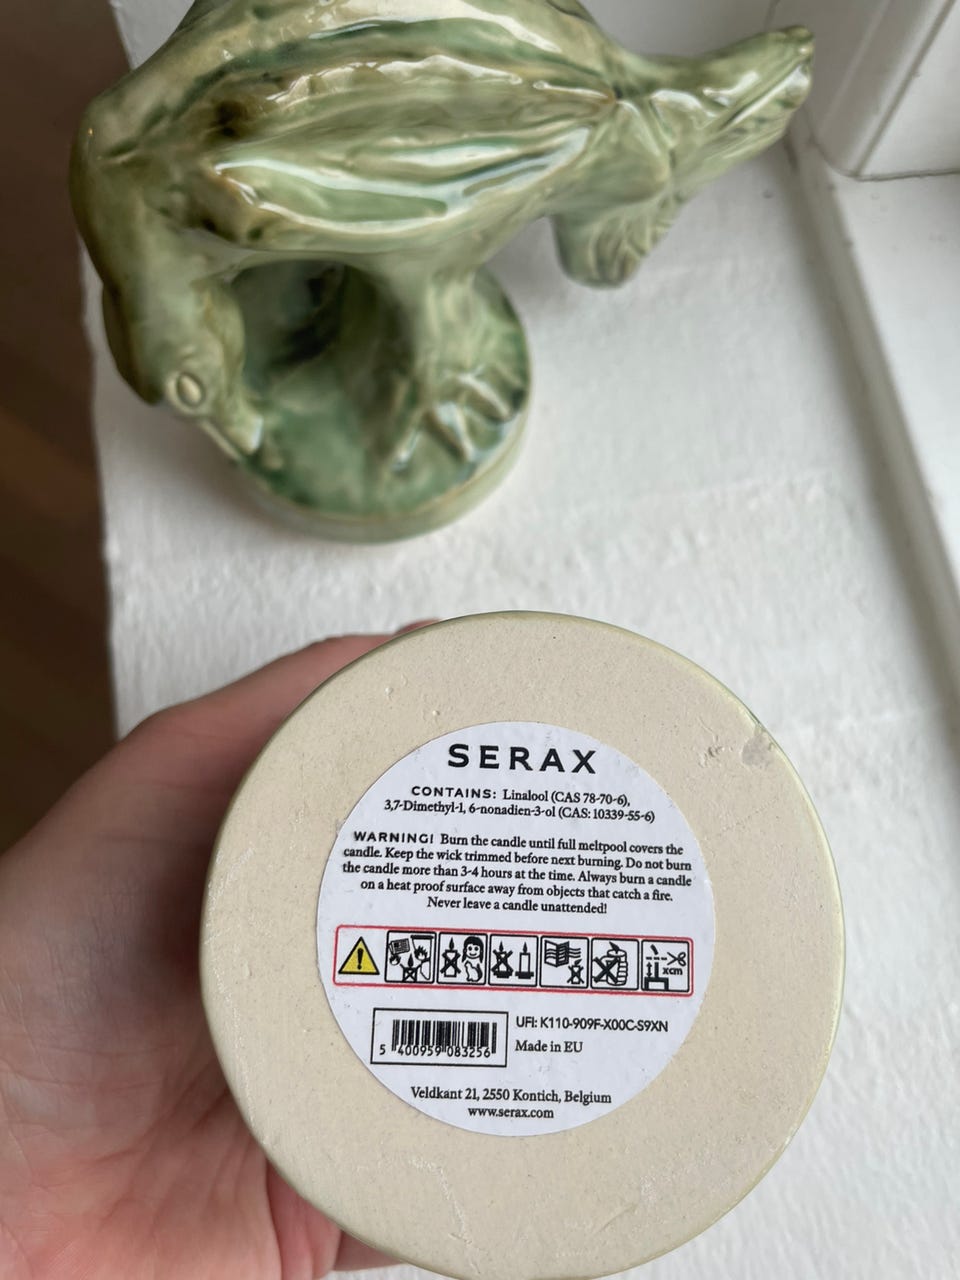 SERAX
CONTAINS: Linalool (CAS 78-70-6),
3,7-Dimethyl-1, 6-nonadien-3-ol (CAS: 10339-55-6)
WARNING! Burn the candle until full meltpool covers the
candle. Keep the wick trimmed before next burning. Do not burn
the candle more than 3-4 hours at the time. Always burn a candle
on a heat proof surface away from objects that catch a fire.
Never leave a candle unattended!
xcm
5 400959 083256
UFI: K110-909F-X00C-S9XN
Made in EU
Veldkant 21, 2550 Kontich, Belgium
www.serax.com